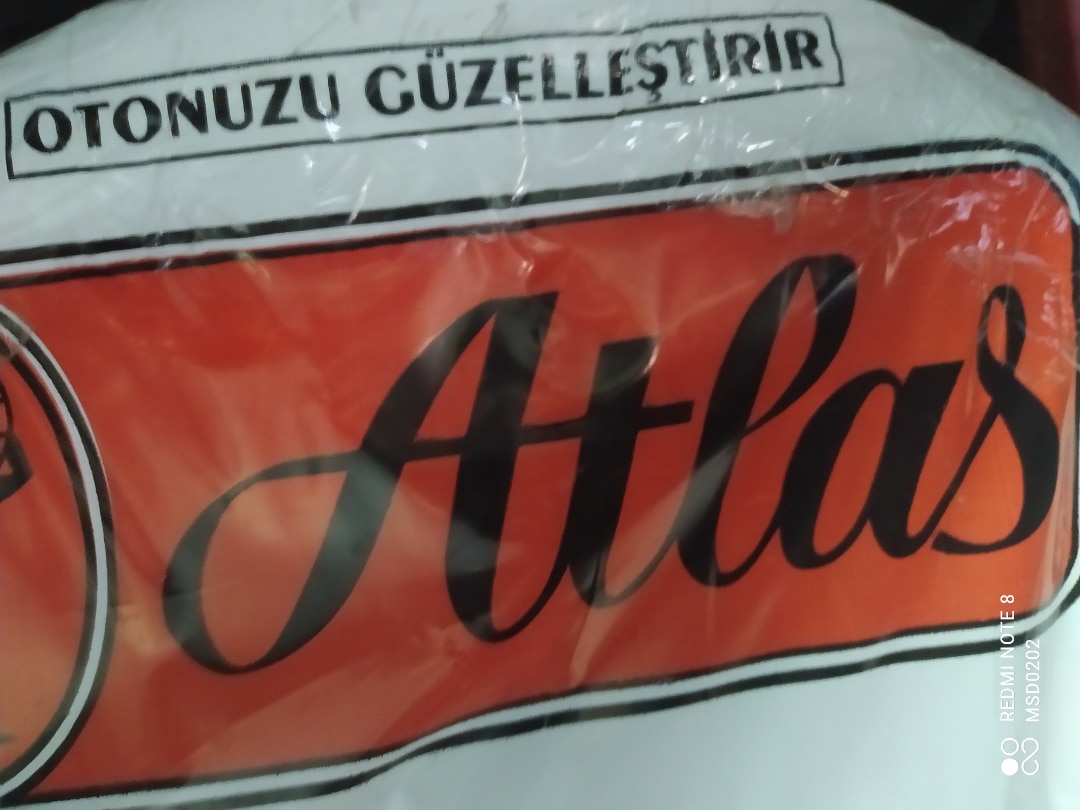 OTONUZU GÜZELLEŞTİRİR
Atlas
REDMI NOTE 8
MSD0202